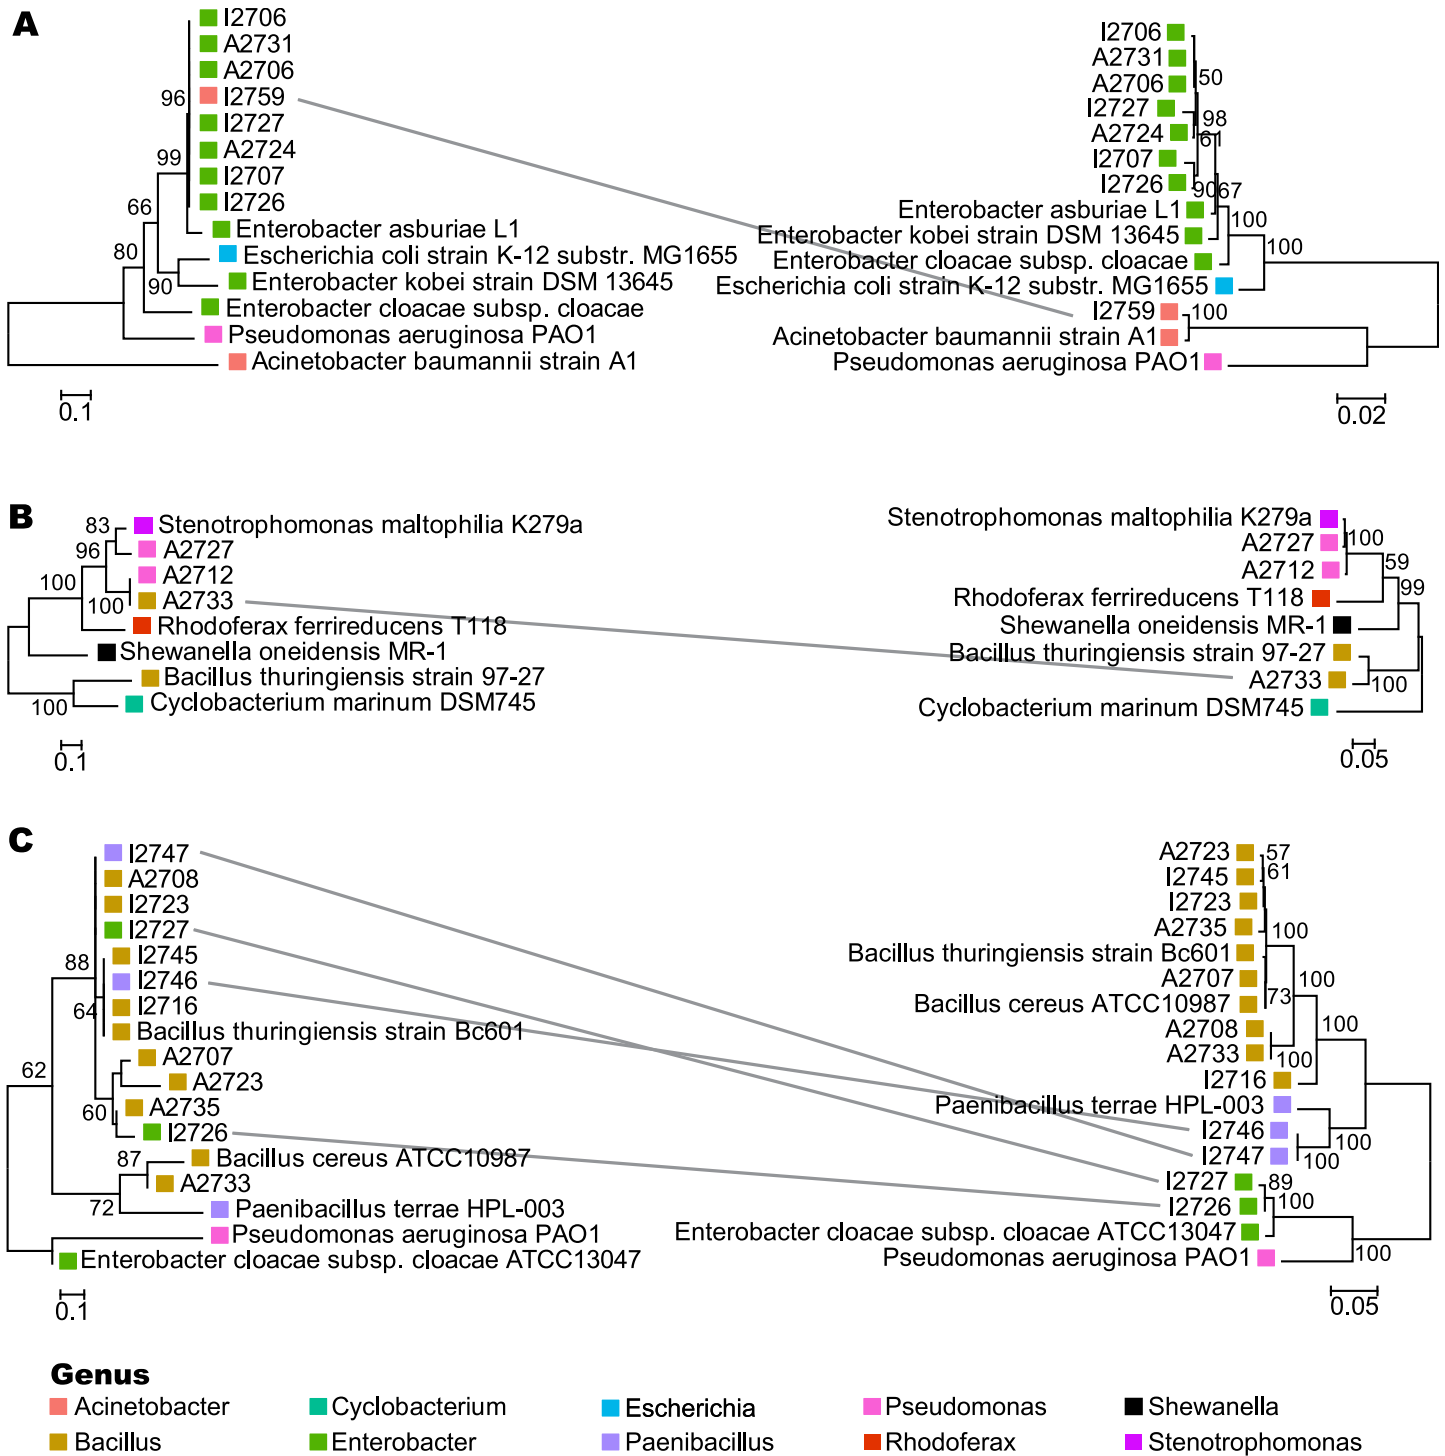 A
I2706
A2731
A2706
I2759
I2727
A2724
I2707
I2726
Enterobacter asburiae L1
Escherichia coli strain K-12 substr. MG1655
Enterobacter kobei strain DSM 13645
Enterobacter cloacae subsp. cloacae
Pseudomonas aeruginosa PAO1
Acinetobacter baumannii strain A1
96
99
66
80
90
0.1
I2706
A2731
A2706
I2727
A2724
I2707
I2726
Enterobacter asburiae L1
Enterobacter kobei strain DSM 13645
Enterobacter cloacae subsp. cloacae
Escherichia coli strain K-12 substr. MG1655
I2759
Acinetobacter baumannii strain A1
Pseudomonas aeruginosa PAO1
50
98
61
90
67
100
100
100
0.02
B
Stenotrophomonas maltophilia K279a
A2727
A2712
A2733
Rhodoferax ferrireducens T118
Shewanella oneidensis MR-1
Bacillus thuringiensis strain 97-27
Cyclobacterium marinum DSM745
83
96
100
100
100
0.1
Stenotrophomonas maltophilia K279a
A2727
A2712
Rhodoferax ferrireducens T118
Shewanella oneidensis MR-1
Bacillus thuringiensis strain 97-27
A2733
Cyclobacterium marinum DSM745
100
59
99
100
0.05
C
I2747
A2708
I2723
I2727
I2745
I2746
I2716
Bacillus thuringiensis strain Bc601
A2707
A2723
A2735
I2726
Bacillus cereus ATCC10987
A2733
Paenibacillus terrae HPL-003
Pseudomonas aeruginosa PAO1
Enterobacter cloacae subsp. cloacae ATCC13047
88
64
62
60
87
72
0.1
A2723
I2745
I2723
A2735
Bacillus thuringiensis strain Bc601
A2707
Bacillus cereus ATCC10987
A2708
A2733
I2716
Paenibacillus terrae HPL-003
I2746
I2747
I2727
I2726
Enterobacter cloacae subsp. cloacae ATCC13047
Pseudomonas aeruginosa PAO1
57
61
100
100
73
100
100
100
100
89
100
100
0.05
Genus
Acinetobacter
Cyclobacterium
Escherichia
Pseudomonas
Shewanella
Bacillus
Enterobacter
Paenibacillus
Rhodoferax
Stenotrophomonas